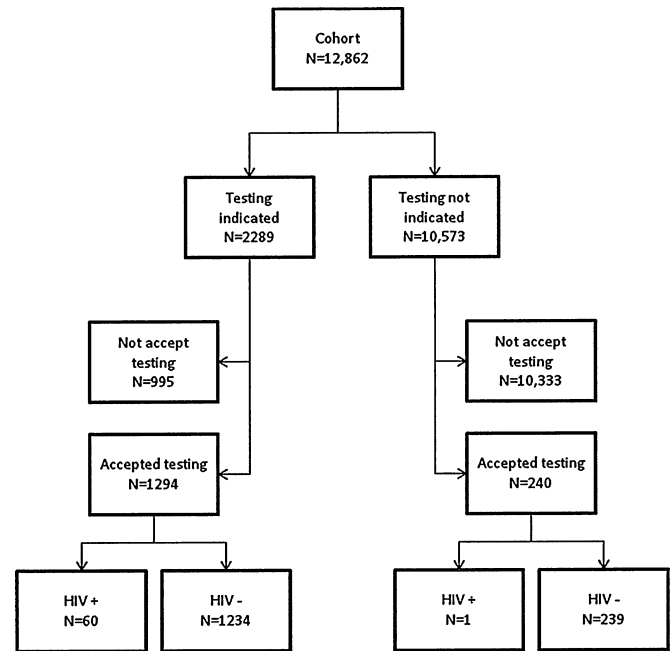 Cohort
N=12,862
Testing
indicated
N=2289
Testing not
indicated
N=10,573
Not accept
testing
N=995
Not accept
testing
N=10,333
Accepted testing
N=1294
Accepted testing
N=240
HIV +
N=60
HIV -
N=1234
HIV +
N=1
HIV -
N=239